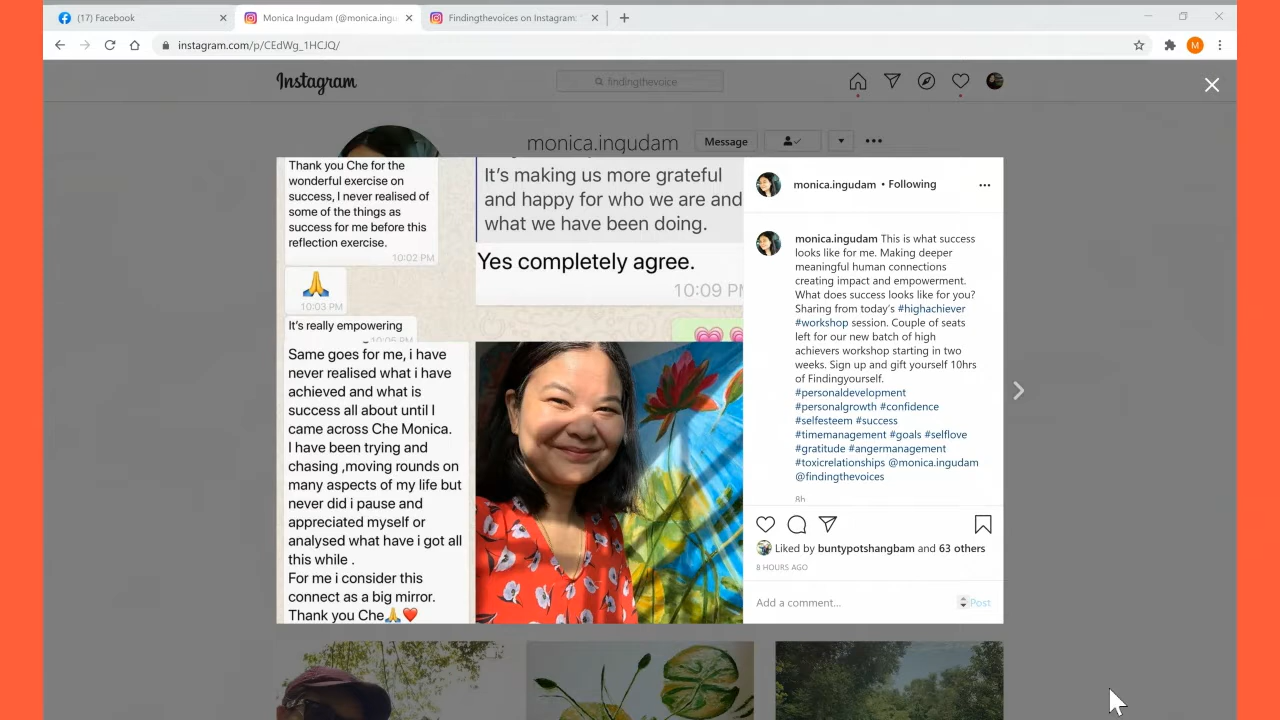 (17) Facebook
Monica Ingudam (@monica.ingu
Findingthevoices on Instagram:
instagram.com/p/CEdWg_1HCJQ/
M
Instagram
findingthevoice
monica.ingudam
Message
Thank you Che for the
wonderful exercise on
success, I never realised of
some of the things as
success for me before this
reflection exercise.
10:02 PM
🙏
10:03 PM
It's really empowering
10:05 PM
It's making us more grateful
and happy for who we are and
what we have been doing.
Yes completely agree.
10:09 PM
Same goes for me, i have
never realised what i have
achieved and what is
success all about until I
came across Che Monica.
I have been trying and
chasing ,moving rounds on
many aspects of my life but
never did i pause and
appreciated myself or
analysed what have i got all
this while .
For me i consider this
connect as a big mirror.
Thank you Che🙏❤️
monica.ingudam • Following
monica.ingudam This is what success
looks like for me. Making deeper
meaningful human connections
creating impact and empowerment.
What does success looks like for you?
Sharing from today's #highachiever
#workshop session. Couple of seats
left for our new batch of high
achievers workshop starting in two
weeks. Sign up and gift yourself 10hrs
of Findingyourself.
#personaldevelopment
#personalgrowth #confidence
#selfesteem #success
#timemanagement #goals #selflove
#gratitude #angermanagement
#toxicrelationships @monica.ingudam
@findingthevoices
8h
Liked by buntypotshangbam and 63 others
8 HOURS AGO
Add a comment...
Post